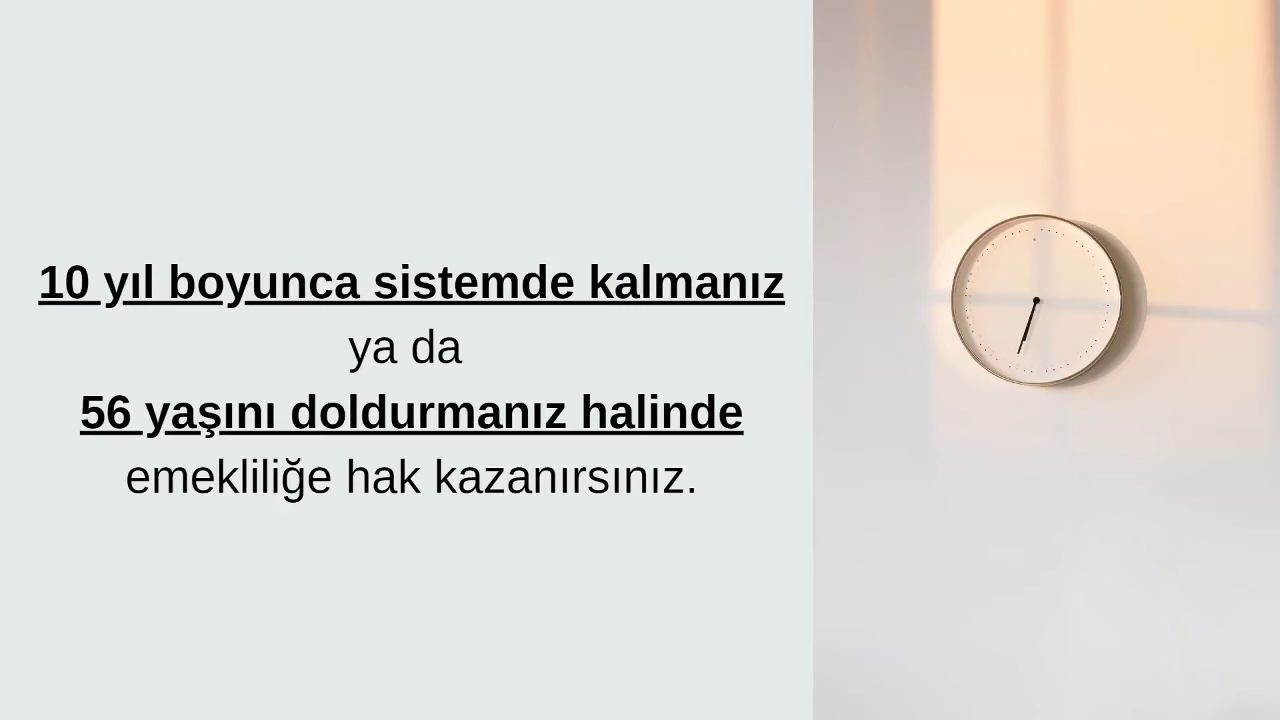 10 yıl boyunca sistemde kalmanız
ya da
56 yaşını doldurmanız halinde
emekliliğe hak kazanırsınız.